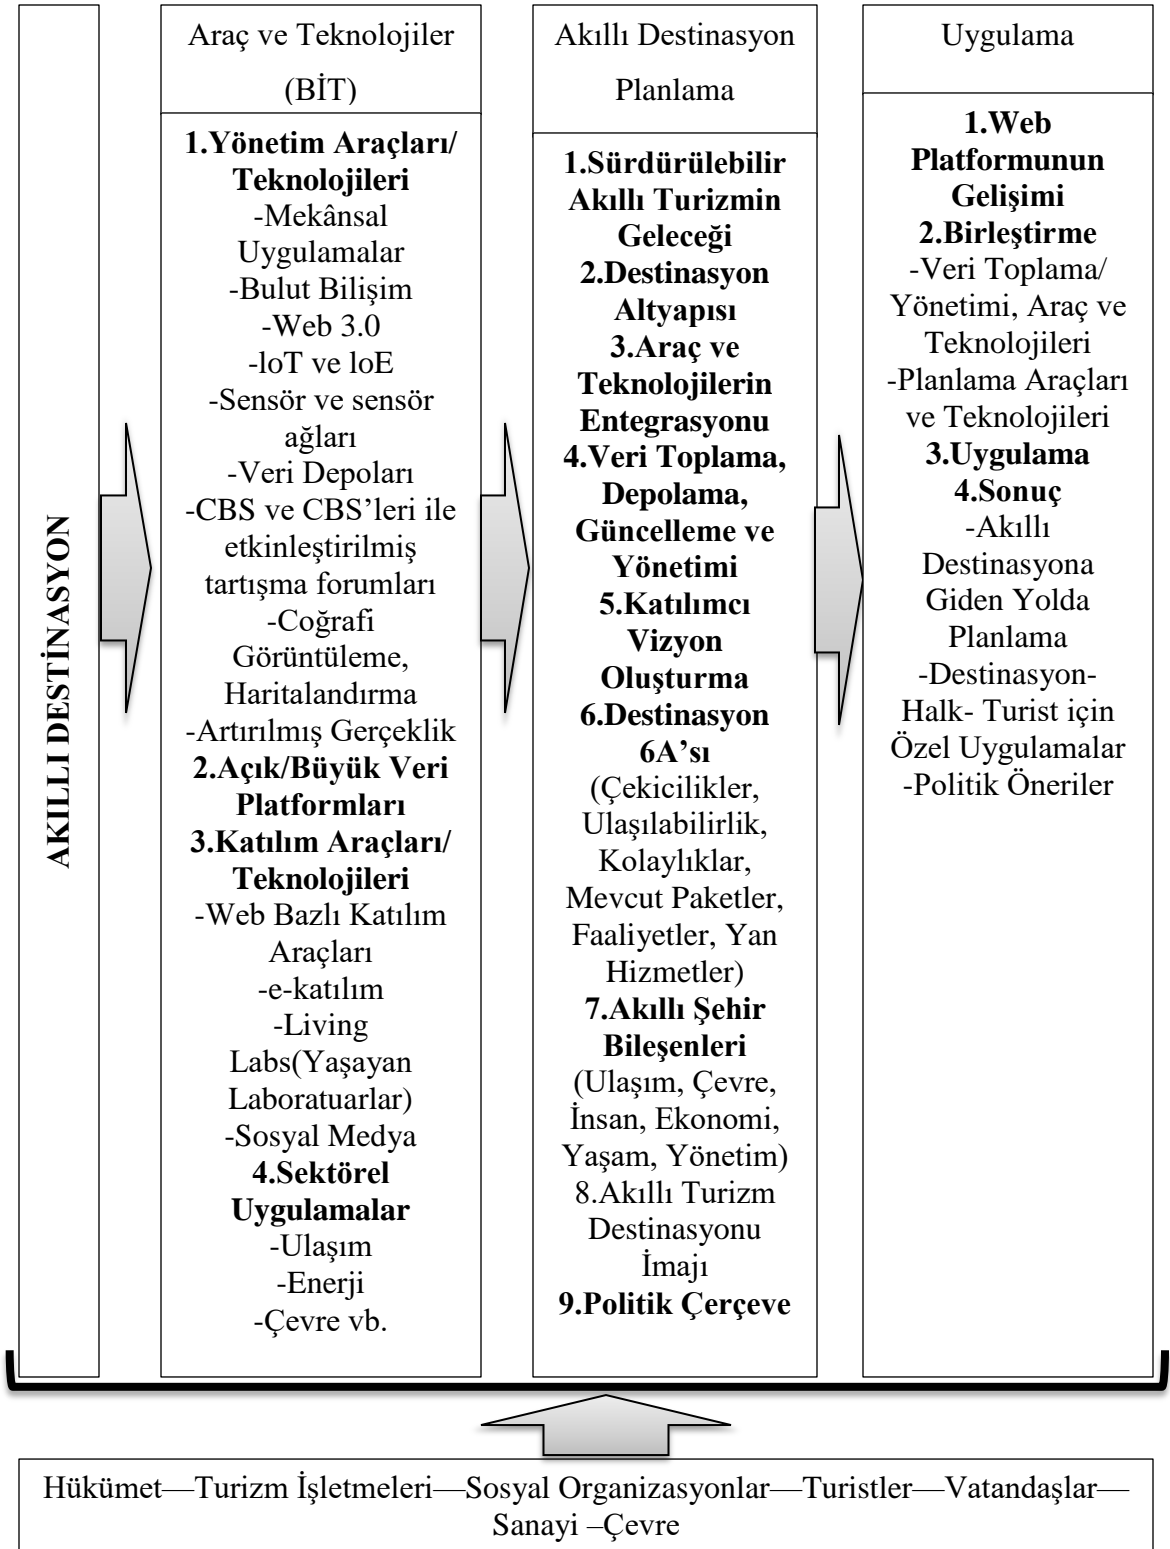 AKILLI DESTİNASYON
Araç ve Teknolojiler
(BİT)
1.Yönetim Araçları/
Teknolojileri
-Mekânsal
Uygulamalar
-Bulut Bilişim
-Web 3.0
-loT ve loE
-Sensör ve sensör
ağları
-Veri Depoları
-CBS ve CBS’leri ile
etkinleştirilmiş
tartışma forumları
-Coğrafi
Görüntüleme,
Haritalandırma
-Artırılmış Gerçeklik
2.Açık/Büyük Veri
Platformları
3.Katılım Araçları/
Teknolojileri
-Web Bazlı Katılım
Araçları
-e-katılım
-Living
Labs(Yaşayan
Laboratuarlar)
-Sosyal Medya
4.Sektörel
Uygulamalar
-Ulaşım
-Enerji
-Çevre vb.
Akıllı Destinasyon
Planlama
1.Sürdürülebilir
Akıllı Turizmin
Geleceği
2.Destinasyon
Altyapısı
3.Araç ve
Teknolojilerin
Entegrasyonu
4.Veri Toplama,
Depolama,
Güncelleme ve
Yönetimi
5.Katılımcı
Vizyon
Oluşturma
6.Destinasyon
6A’sı
(Çekicilikler,
Ulaşılabilirlik,
Kolaylıklar,
Mevcut Paketler,
Faaliyetler, Yan
Hizmetler)
7.Akıllı Şehir
Bileşenleri
(Ulaşım, Çevre,
İnsan, Ekonomi,
Yaşam, Yönetim)
8.Akıllı Turizm
Destinasyonu
İmajı
9.Politik Çerçeve
Uygulama
1.Web
Platformunun
Gelişimi
2.Birleştirme
-Veri Toplama/
Yönetimi, Araç ve
Teknolojileri
-Planlama Araçları
ve Teknolojileri
3.Uygulama
4.Sonuç
-Akıllı
Destinasyona
Giden Yolda
Planlama
-Destinasyon-
Halk- Turist için
Özel Uygulamalar
-Politik Öneriler
Hükümet—Turizm İşletmeleri—Sosyal Organizasyonlar—Turistler—Vatandaşlar—
Sanayi –Çevre